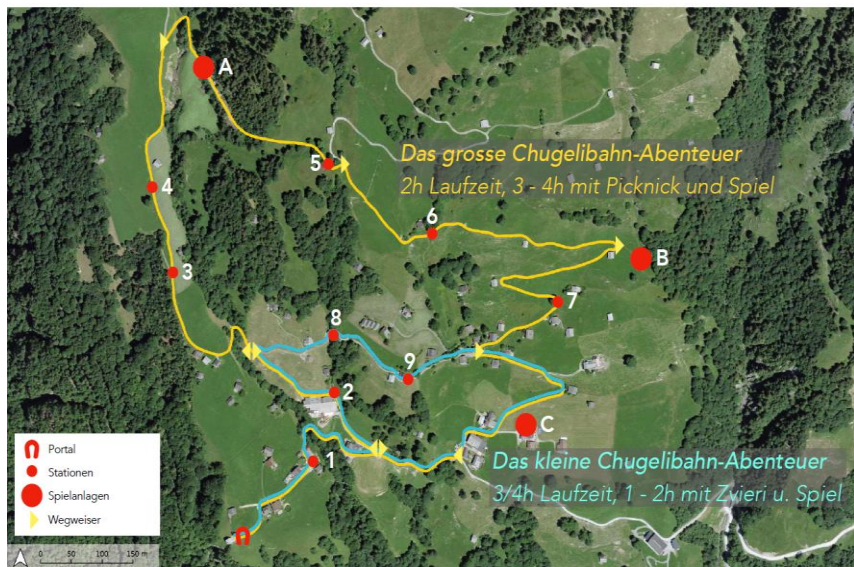 A
5
Das grosse Chugelibahn-Abenteuer
2h Laufzeit, 3 - 4h mit Picknick und Spiel
4
6
B
3
7
8
9
2
C
1
Das kleine Chugelibahn-Abenteuer
3/4h Laufzeit, 1 - 2h mit Zvieri u. Spiel
Portal
Stationen
Spielanlagen
Wegweiser
0 50 100 150 m